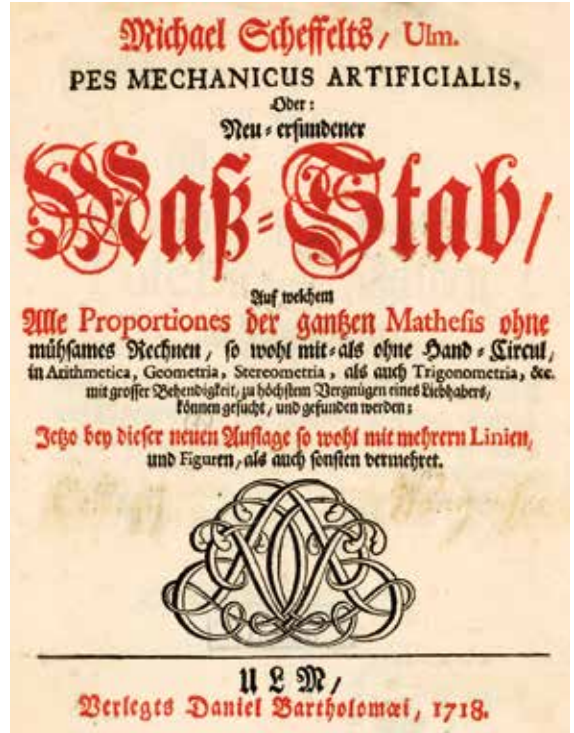 Michael Scheffelts / Ulm.
PES MECHANICUS ARTIFICIALIS,
Oder:
Neu-erfundener
Maß-Stab /
Auf welchem
Alle Proportiones der gantzen Mathesis ohne
mühsames Rechnen / so wohl mit- als ohne Hand-Circul /
in Arithmetica, Geometria, Stereometria, als auch Trigonometria, &c.
mit grosser Behendigkeit / zu höchstem Vergnügen eines Liebhabers /
können gesucht / und gefunden werden;
Jetzo bey dieser neuen Auflage so wohl mit mehrern Linien,
und Figuren / als auch sonsten vermehret.
ULM /
Verlegts Daniel Bartholomæi, 1718.